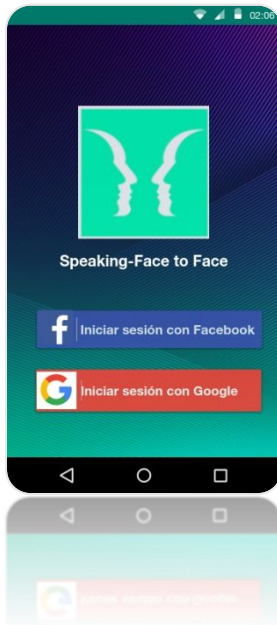 02:06
Speaking-Face to Face
f Iniciar sesión con Facebook
G Iniciar sesión con Google